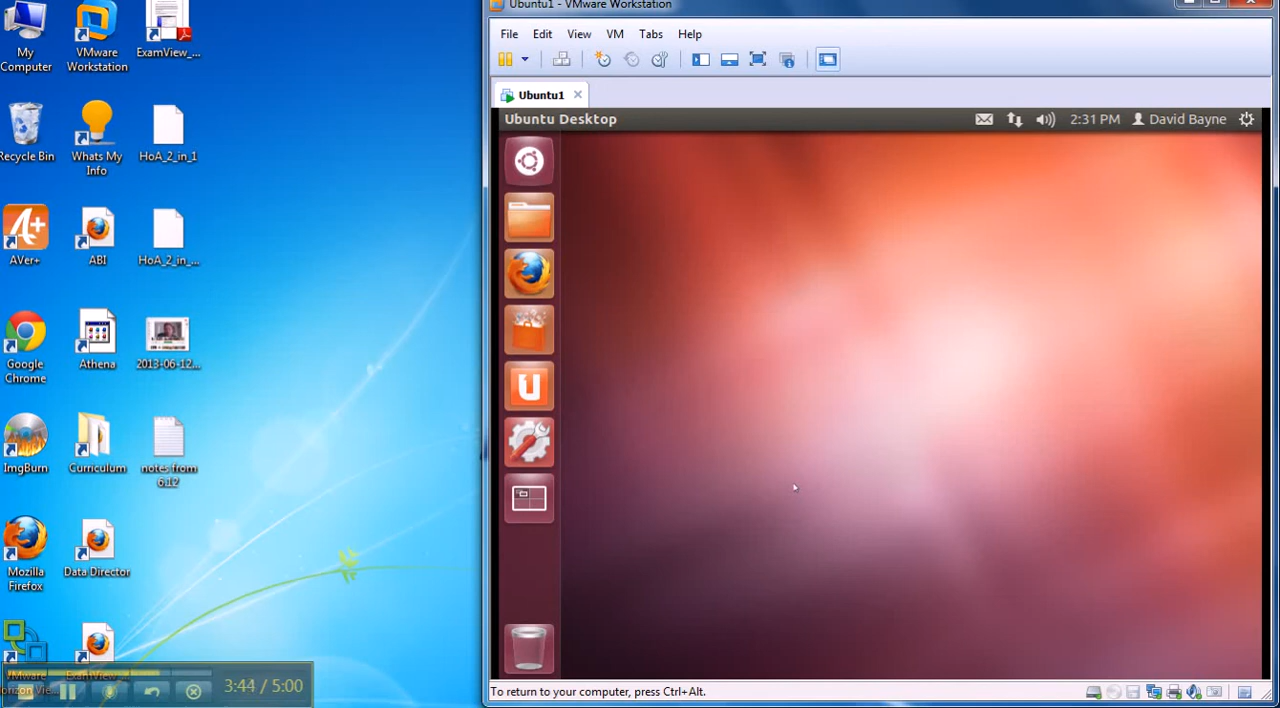 Ubuntu1 - VMware Workstation
File Edit View VM Tabs Help
Ubuntu1
Ubuntu Desktop 2:31 PM David Bayne
My
Computer
VMware
Workstation
ExamView_...
Recycle Bin
Whats My
Info
HoA_2_in_1
AVer+
ABI
HoA_2_in_...
Google
Chrome
Athena
2013-06-12...
ImgBurn
Curriculum
notes from
6.12
Mozilla
Firefox
Data Director
VMware
ExamView_...
3:44 / 5:00
To return to your computer, press Ctrl+Alt.